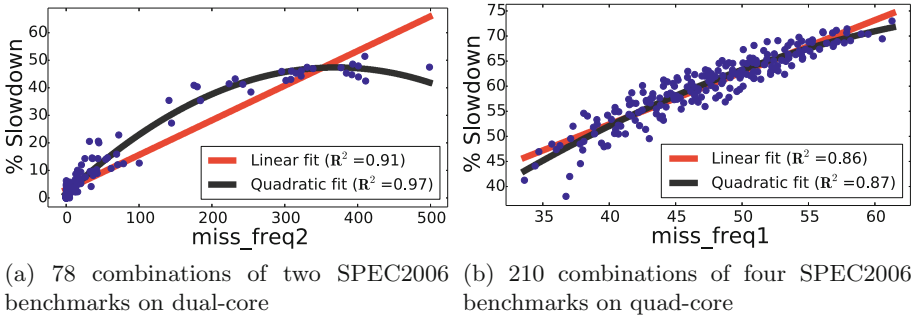 % Slowdown
60
50
40
30
20
10
0
Linear fit (R² =0.91)
Quadratic fit (R² =0.97)
0 100 200 300 400 500
miss_freq2
% Slowdown
75
70
65
60
55
50
45
40
Linear fit (R² =0.86)
Quadratic fit (R² =0.87)
35 40 45 50 55 60
miss_freq1
(a) 78 combinations of two SPEC2006
benchmarks on dual-core
(b) 210 combinations of four SPEC2006
benchmarks on quad-core